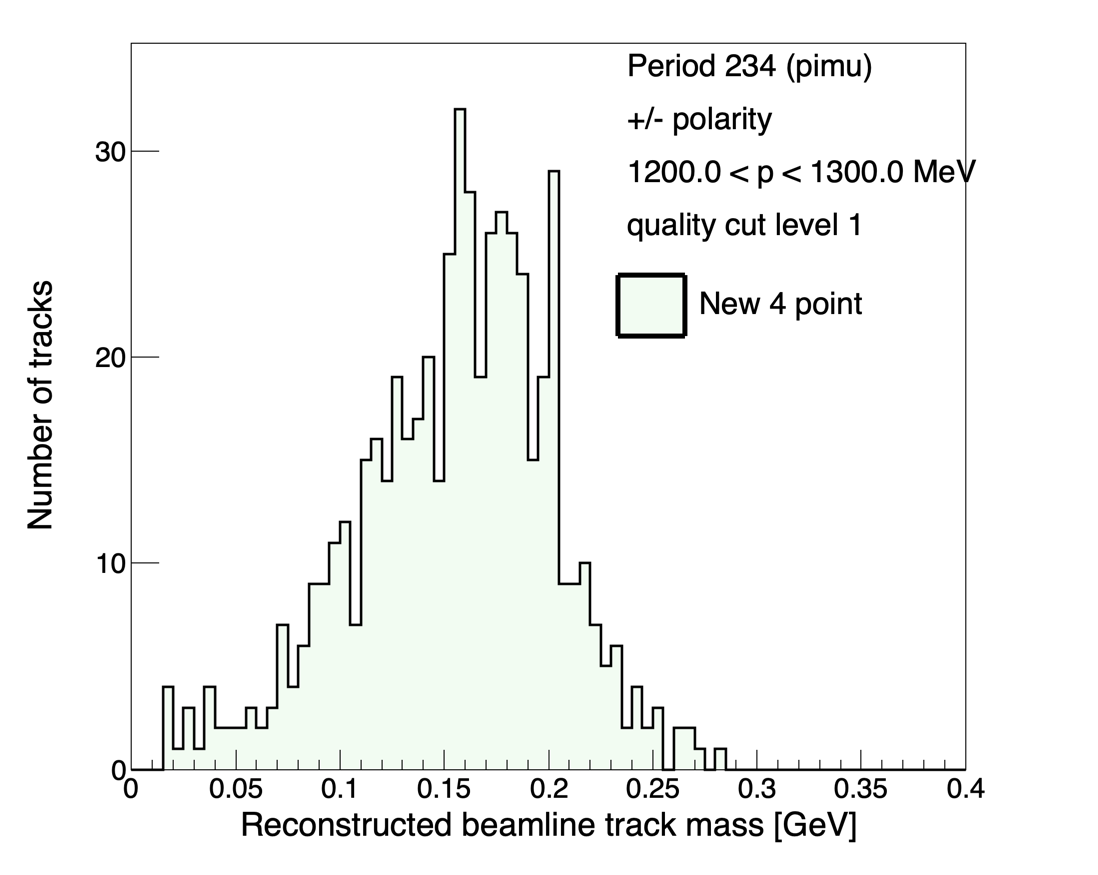 Period 234 (pimu)
+/- polarity
1200.0 < p < 1300.0 MeV
quality cut level 1
New 4 point
Number of tracks
30
20
10
0
0 0.05 0.1 0.15 0.2 0.25 0.3 0.35 0.4
Reconstructed beamline track mass [GeV]